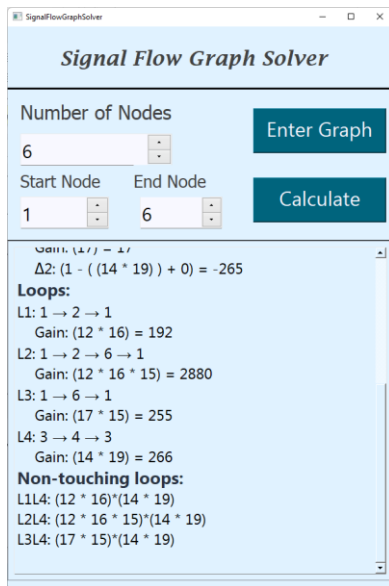 SignalFlowGraphSolver
Signal Flow Graph Solver
Number of Nodes
6
Enter Graph
Start Node
End Node
1
6
Calculate
Gain: (17) = 17
Δ2: (1 - ( (14 * 19) ) + 0) = -265
Loops:
L1: 1 → 2 → 1
Gain: (12 * 16) = 192
L2: 1 → 2 → 6 → 1
Gain: (12 * 16 * 15) = 2880
L3: 1 → 6 → 1
Gain: (17 * 15) = 255
L4: 3 → 4 → 3
Gain: (14 * 19) = 266
Non-touching loops:
L1L4: (12 * 16)*(14 * 19)
L2L4: (12 * 16 * 15)*(14 * 19)
L3L4: (17 * 15)*(14 * 19)